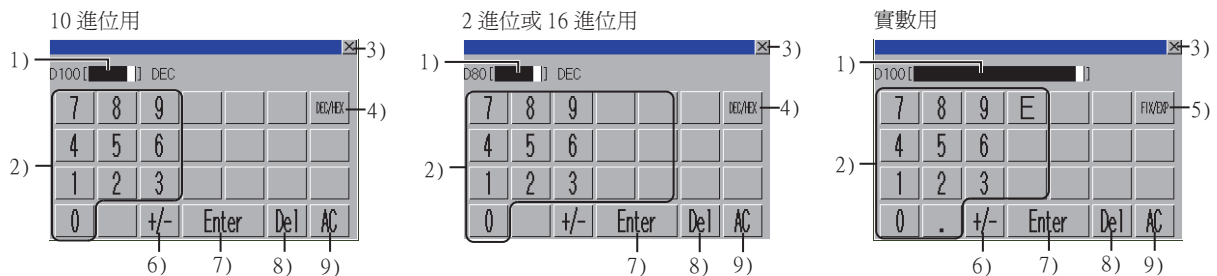 10 進位用
1)
3)
D100 [ ] DEC
7 8 9 DEC/HEX
4)
2)
4 5 6
1 2 3
0 +/- Enter Del AC
6) 7) 8) 9)
2 進位或 16 進位用
1)
3)
D80 [ ] DEC
7 8 9 DEC/HEX
4)
2)
4 5 6
1 2 3
0 +/- Enter Del AC
7) 8) 9)
實數用
1)
3)
D100 [ ]
7 8 9 E FIX/EXP
5)
2)
4 5 6
1 2 3
0 . +/- Enter Del AC
6) 7) 8) 9)